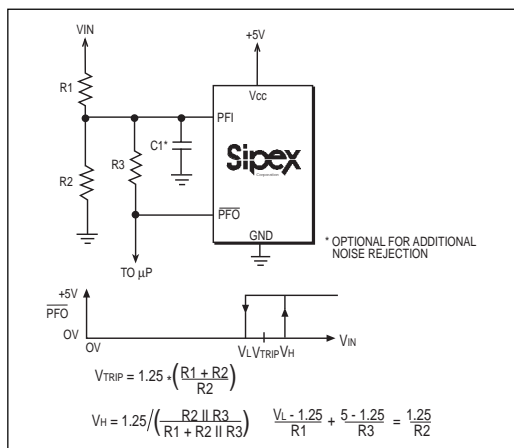 VIN
+5V
R1
Vcc
PFI
C1*
R3
R2
Sipex
Corporation
PFO
GND
* OPTIONAL FOR ADDITIONAL
NOISE REJECTION
TO μP
+5V
PFO
OV
OV
VL VTRIP VH
VIN
VTRIP = 1.25 * (R1 + R2 / R2)
VH = 1.25 / (R2 II R3 / R1 + R2 II R3) VL - 1.25 / R1 + 5 - 1.25 / R3 = 1.25 / R2